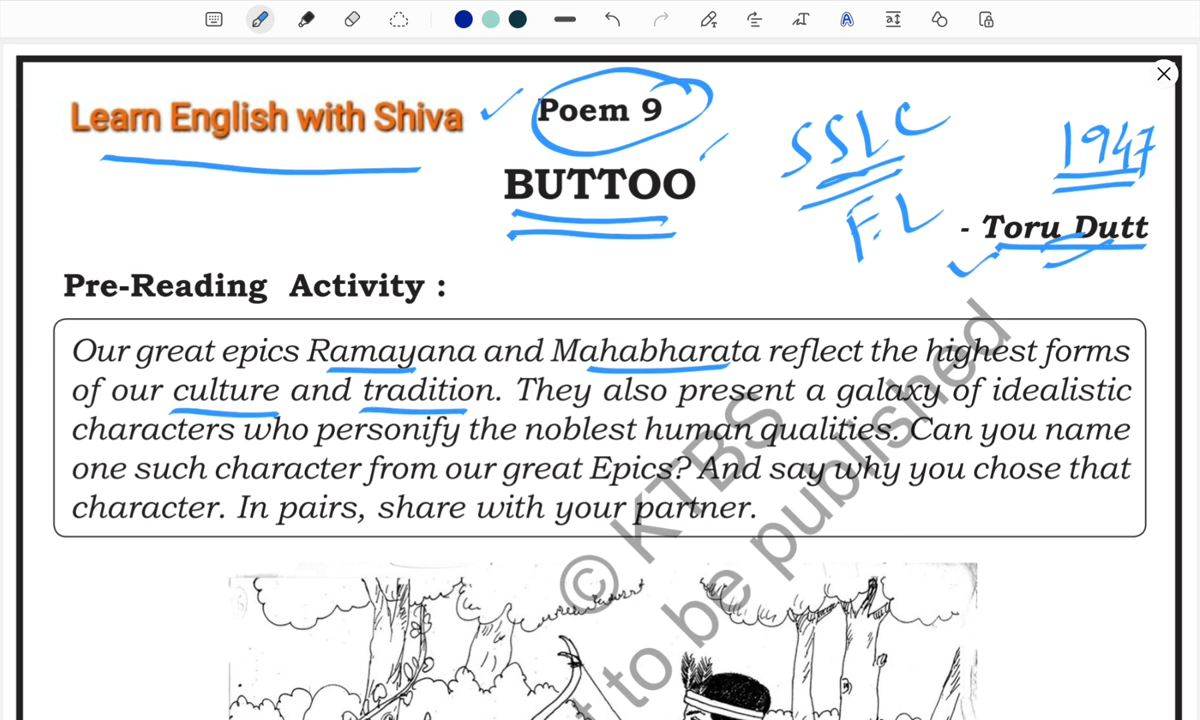 Learn English with Shiva
Poem 9
SSLC
1947
BUTTOO
F.L
- Toru Dutt
Pre-Reading Activity :
Our great epics Ramayana and Mahabharata reflect the highest forms
of our culture and tradition. They also present a galaxy of idealistic
characters who personify the noblest human qualities. Can you name
one such character from our great Epics? And say why you chose that
character. In pairs, share with your partner.
© KTBS
t to be published